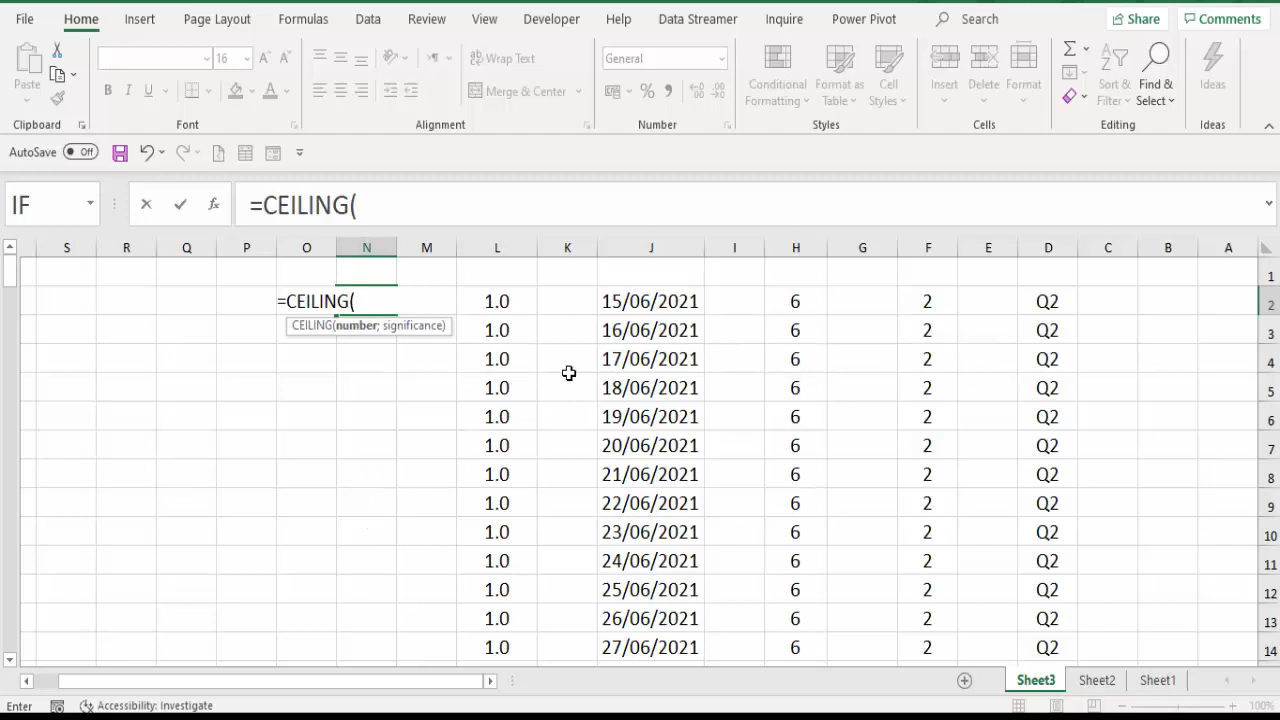 File Home Insert Page Layout Formulas Data Review View Developer Help Data Streamer Inquire Power Pivot Search Share Comments
16 General
Paste Wrap Text Conditional Formatting Format as Table Cell Styles Insert Delete Format Sort & Filter Find & Select Ideas
Merge & Center
Clipboard Font Alignment Number Styles Cells Editing Ideas
AutoSave Off
IF =CEILING(
S R Q P O N M L K J I H G F E D C B A
1
=CEILING( 1.0 15/06/2021 6 2 Q2 2
CEILING(number; significance)
1.0 16/06/2021 6 2 Q2 3
1.0 17/06/2021 6 2 Q2 4
1.0 18/06/2021 6 2 Q2 5
1.0 19/06/2021 6 2 Q2 6
1.0 20/06/2021 6 2 Q2 7
1.0 21/06/2021 6 2 Q2 8
1.0 22/06/2021 6 2 Q2 9
1.0 23/06/2021 6 2 Q2 10
1.0 24/06/2021 6 2 Q2 11
1.0 25/06/2021 6 2 Q2 12
1.0 26/06/2021 6 2 Q2 13
1.0 27/06/2021 6 2 Q2 14
Sheet3 Sheet2 Sheet1
Enter Accessibility: Investigate 100%